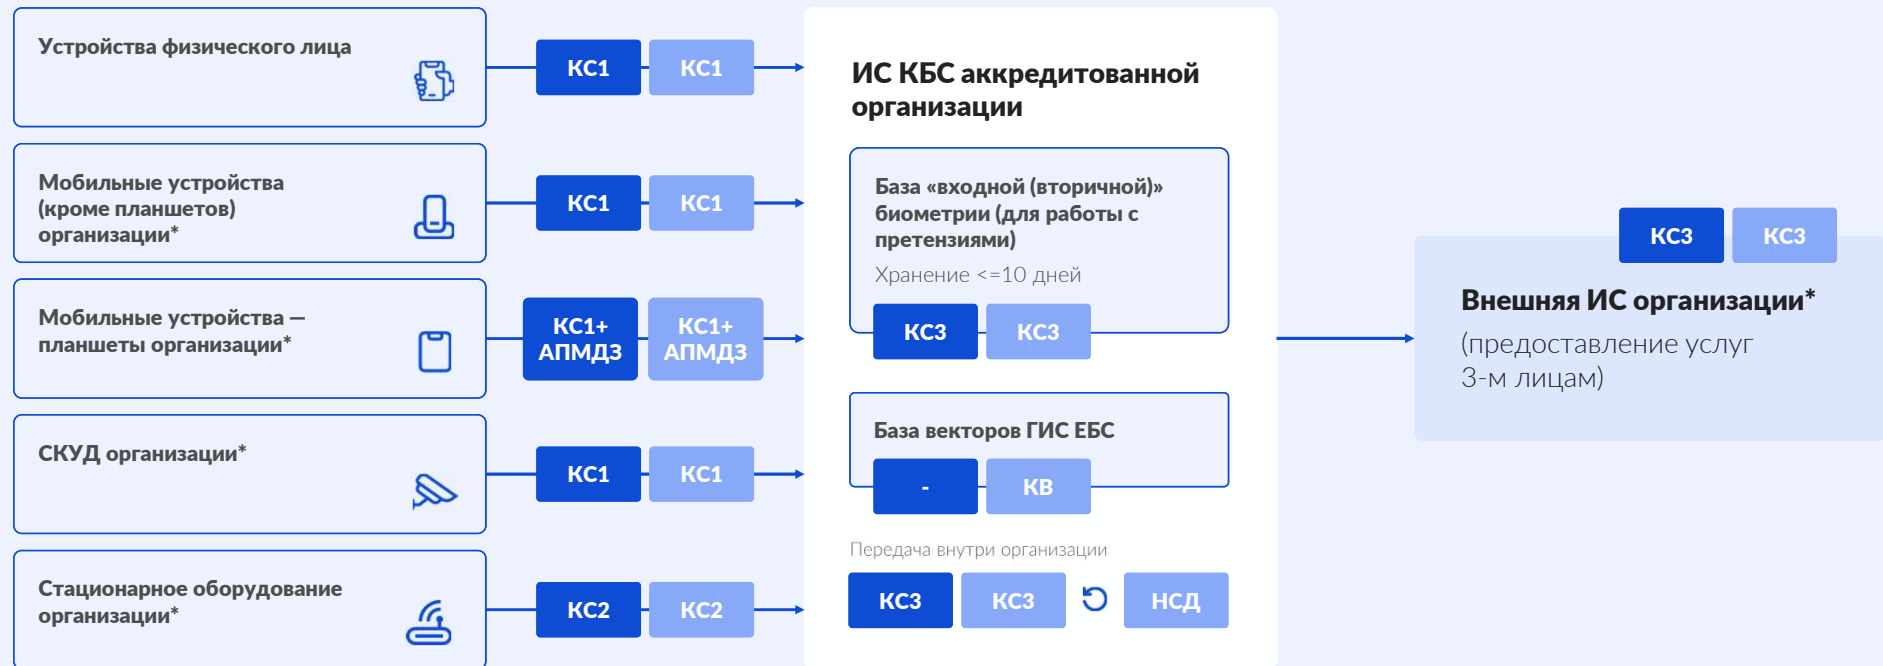 Устройства физического лица
КС1
КС1
Мобильные устройства
(кроме планшетов)
организации*
КС1
КС1
Мобильные устройства —
планшеты организации*
КС1+
АПМДЗ
КС1+
АПМДЗ
СКУД организации*
КС1
КС1
Стационарное оборудование
организации*
КС2
КС2
ИС КБС аккредитованной
организации
База «входной (вторичной)»
биометрии (для работы с
претензиями)
Хранение <=10 дней
КС3
КС3
База векторов ГИС ЕБС
-
КВ
Передача внутри организации
КС3
КС3
НСД
КС3
КС3
Внешняя ИС организации*
(предоставление услуг
3-м лицам)